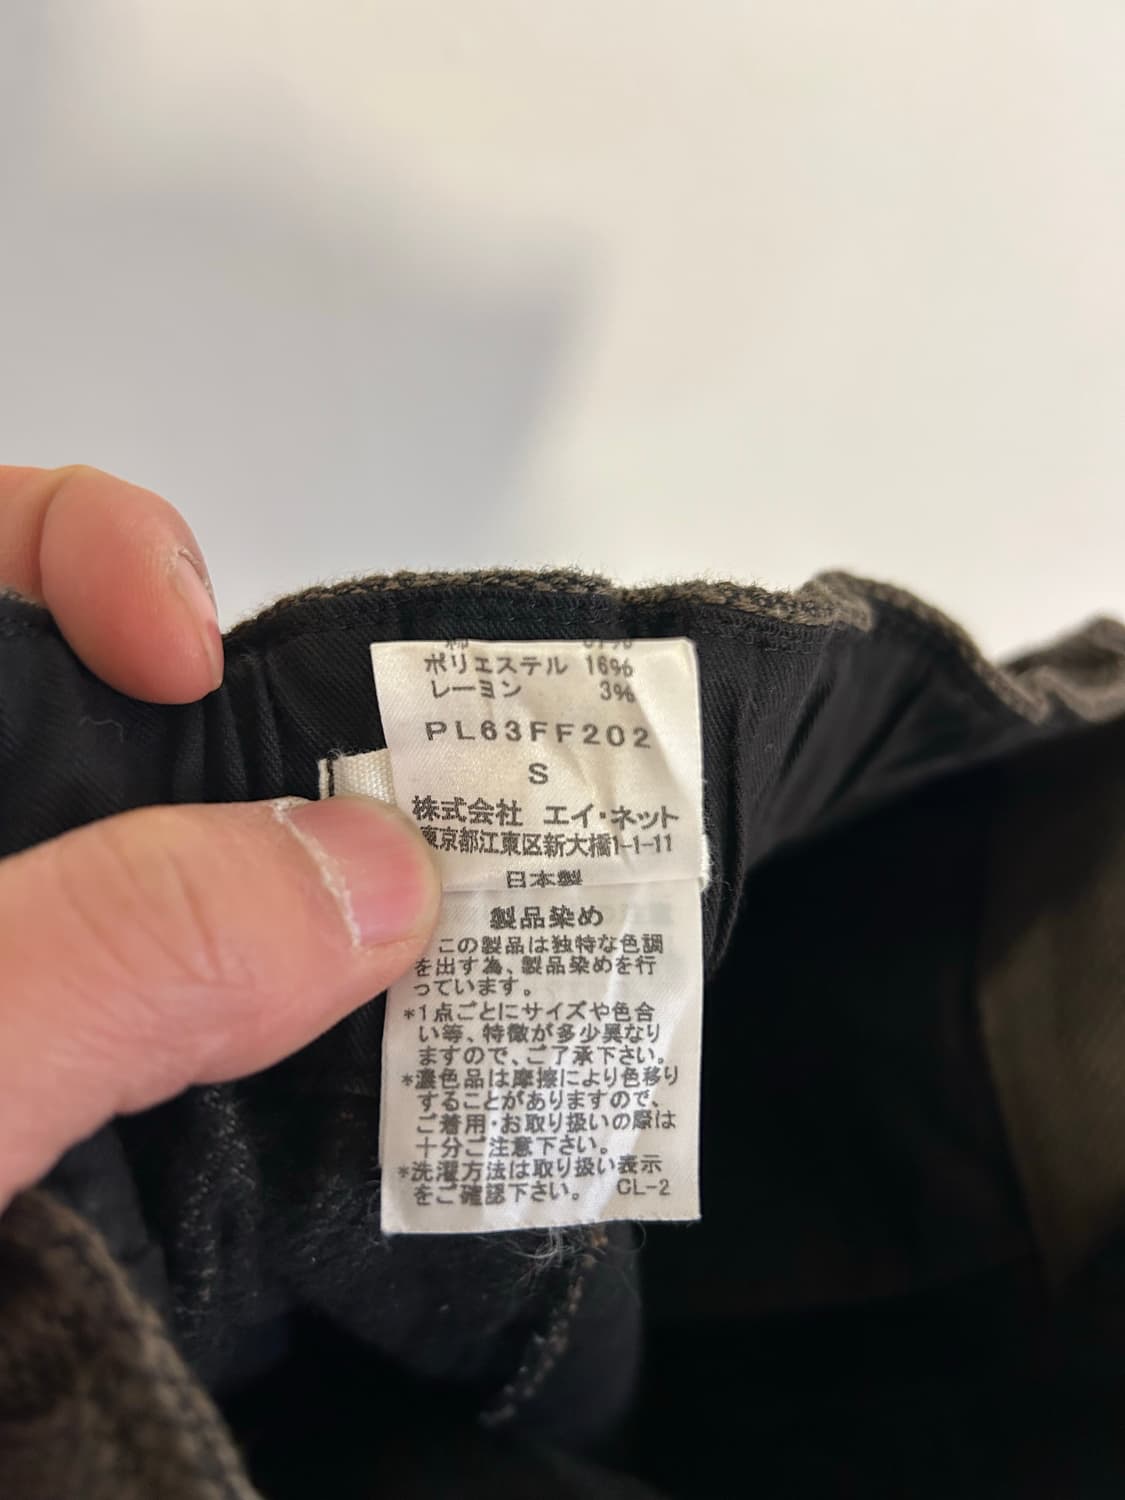 ポリエステル 16%
レーヨン 3%
PL63FF202
S
株式会社 エイ・ネット
東京都江東区新大橋1-1-11
日本製
製品染め
この製品は独特な色調
を出す為、製品染めを行
っています。
*1点ごとにサイズや色合
い等、特徴が多少異なり
ますので、ご了承下さい。
*濃色品は摩擦により色移り
することがありますので、
ご着用・お取り扱いの際は
十分ご注意下さい。
*洗濯方法は取り扱い表示
をご確認下さい。 CL-2